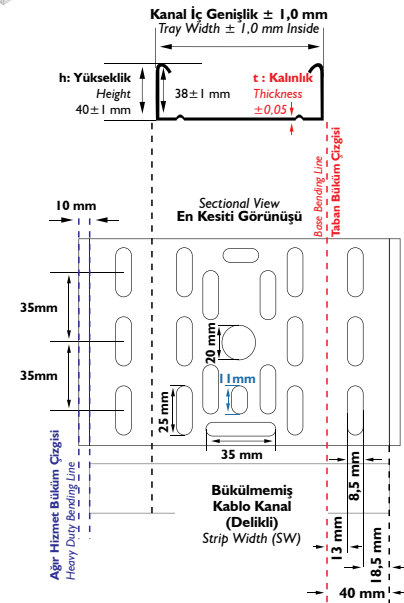 Kanal İç Genişlik ± 1,0 mm
Tray Width ± 1,0 mm Inside
h: Yükseklik
Height
40±1 mm
38±1 mm
t : Kalınlık
Thickness
±0,05
Sectional View
En Kesiti Görünüşü
Base Bending Line
Taban Büküm Çizgisi
10 mm
35mm
35mm
20 mm
11mm
25 mm
35 mm
8,5 mm
13 mm
18,5 mm
40 mm
Bükülmemiş
Kablo Kanal
(Delikli)
Strip Width (SW)
Ağır Hizmet Büküm Çizgisi
Heavy Duty Bending Line